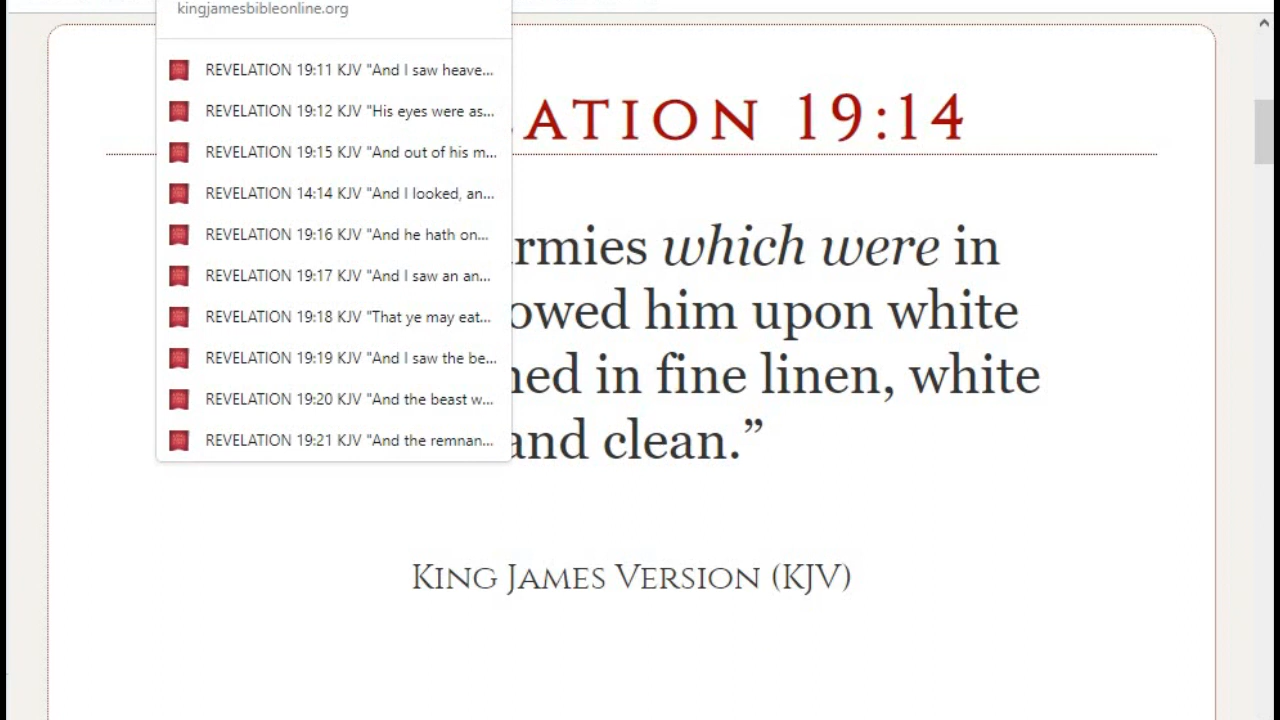 kingjamesbibleonline.org
REVELATION 19:11 KJV "And I saw heave...
REVELATION 19:12 KJV "His eyes were as...
REVELATION 19:15 KJV "And out of his m...
REVELATION 14:14 KJV "And I looked, an...
REVELATION 19:16 KJV "And he hath on...
REVELATION 19:17 KJV "And I saw an an...
REVELATION 19:18 KJV "That ye may eat...
REVELATION 19:19 KJV "And I saw the be...
REVELATION 19:20 KJV "And the beast w...
REVELATION 19:21 KJV "And the remnan...
ATION 19:14
rmies which were in
owed him upon white
ned in fine linen, white
and clean.”
King James Version (KJV)